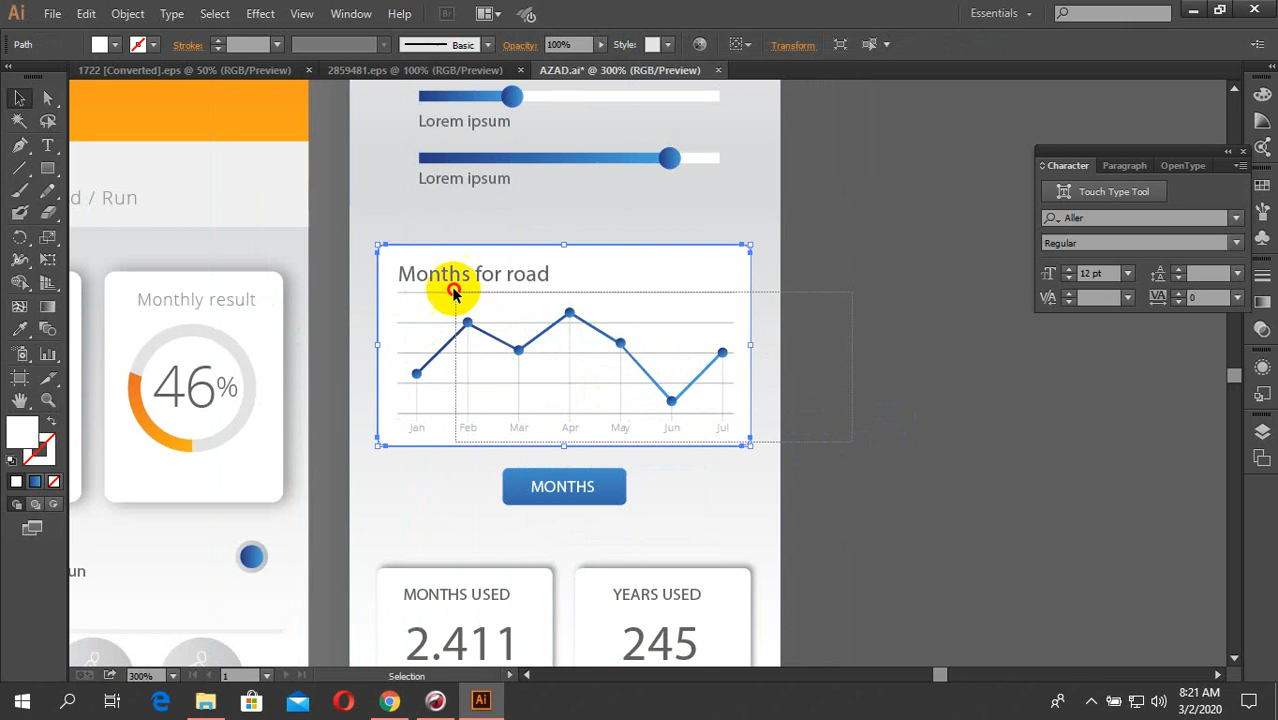 Ai File Edit Object Type Select Effect View Window Help Br Essentials
Path Stroke: Basic Opacity: 100% Style: Transform
1722 [Converted].eps @ 50% (RGB/Preview) × 2859481.eps @ 100% (RGB/Preview) × AZAD.ai* @ 300% (RGB/Preview) ×
Lorem ipsum
Lorem ipsum
d / Run
Character Paragraph OpenType
Touch Type Tool
Aller
Regular
12 pt
0
Monthly result
46%
Months for road
Jan Feb Mar Apr May Jun Jul
MONTHS
un
MONTHS USED YEARS USED
2.411 245
300% 1 Selection
Ai
8:21 AM
3/2/2020